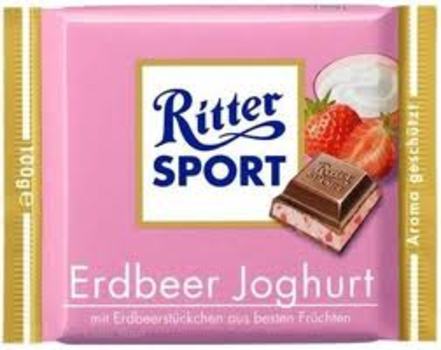 Ritter
SPORT
100g e
Aroma geschützt
Erdbeer Joghurt
mit Erdbeerstückchen aus besten Früchten